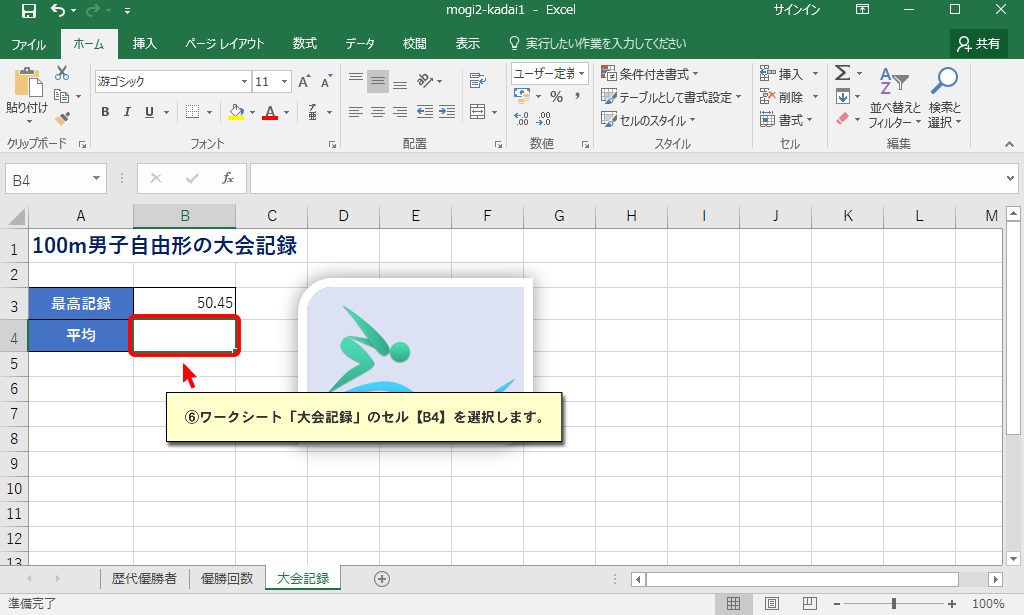 mogi2-kadai1 - Excel
サインイン
ファイル ホーム 挿入 ページ レイアウト 数式 データ 校閲 表示 実行したい作業を入力してください 共有
貼り付け
クリップボード
游ゴシック 11
B I U
フォント
配置
ユーザー定義
%
数値
条件付き書式
テーブルとして書式設定
セルのスタイル
スタイル
挿入
削除
書式
セル
並べ替えと
フィルター
検索と
選択
編集
B4
fx
A B C D E F G H I J K L M
1 100m男子自由形の大会記録
2
3 最高記録 50.45
4 平均
5
6
7
⑥ワークシート「大会記録」のセル【B4】を選択します。
8
9
10
11
12
13
歴代優勝者 優勝回数 大会記録
準備完了
100%